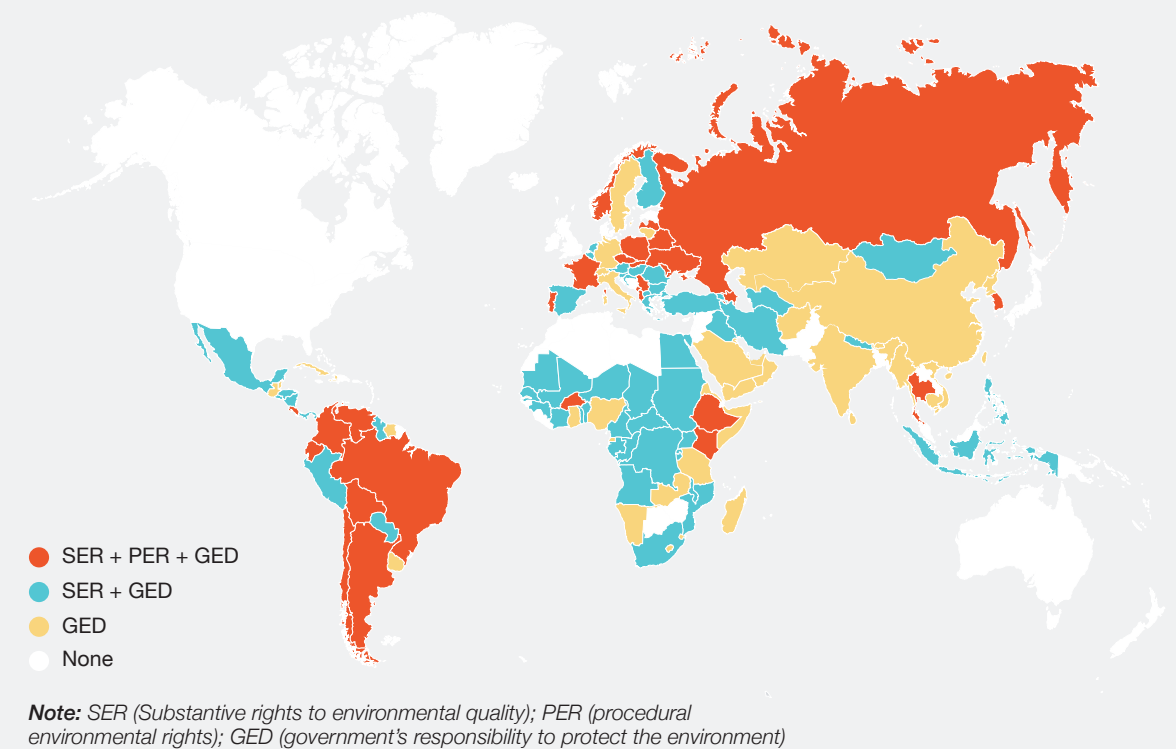 SER + PER + GED
SER + GED
GED
None
Note: SER (Substantive rights to environmental quality); PER (procedural
environmental rights); GED (government’s responsibility to protect the environment)